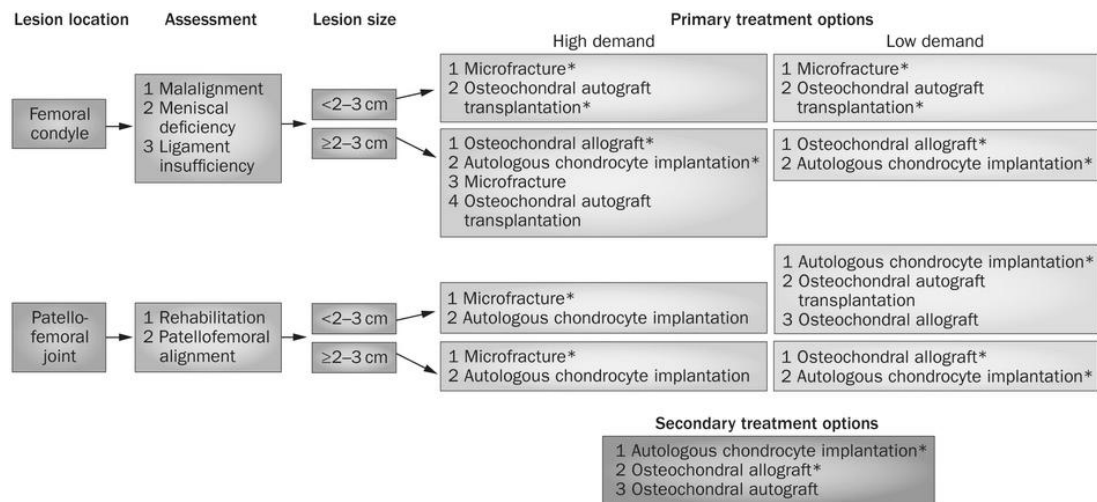 Lesion location
Assessment
Lesion size
Primary treatment options
High demand
Low demand
Femoral
condyle
1 Malalignment
2 Meniscal
deficiency
3 Ligament
insufficiency
<2–3 cm
≥2–3 cm
1 Microfracture*
2 Osteochondral autograft
transplantation*
1 Microfracture*
2 Osteochondral autograft
transplantation*
1 Osteochondral allograft*
2 Autologous chondrocyte implantation*
3 Microfracture
4 Osteochondral autograft
transplantation
1 Osteochondral allograft*
2 Autologous chondrocyte implantation*
Patello-
femoral
joint
1 Rehabilitation
2 Patellofemoral
alignment
<2–3 cm
≥2–3 cm
1 Microfracture*
2 Autologous chondrocyte implantation
1 Autologous chondrocyte implantation*
2 Osteochondral autograft
transplantation
3 Osteochondral allograft
1 Microfracture*
2 Autologous chondrocyte implantation
1 Osteochondral allograft*
2 Autologous chondrocyte implantation*
Secondary treatment options
1 Autologous chondrocyte implantation*
2 Osteochondral allograft*
3 Osteochondral autograft